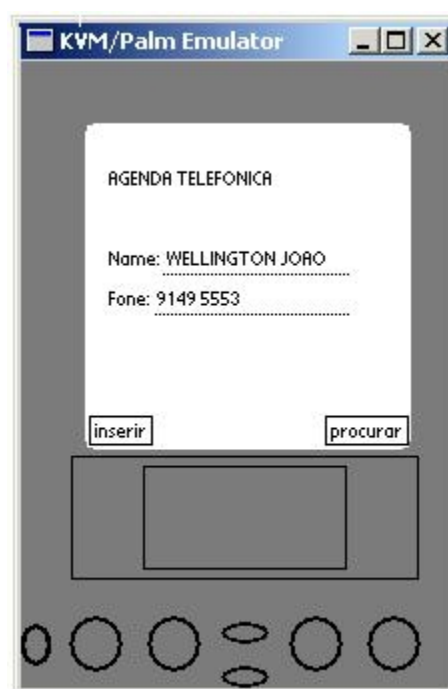 KVM/Palm Emulator
AGENDA TELEFONICA
Name: WELLINGTON JOAO
Fone: 9149 5553
inserir procurar